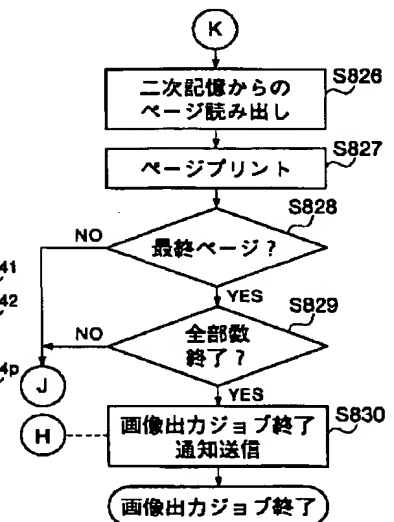 K
二次記憶からの
ページ読み出し
S826
ページプリント
S827
最終ページ?
S828
NO
YES
41
42
全部数
終了?
S829
NO
YES
4p
J
H
画像出力ジョブ終了
通知送信
S830
画像出力ジョブ終了